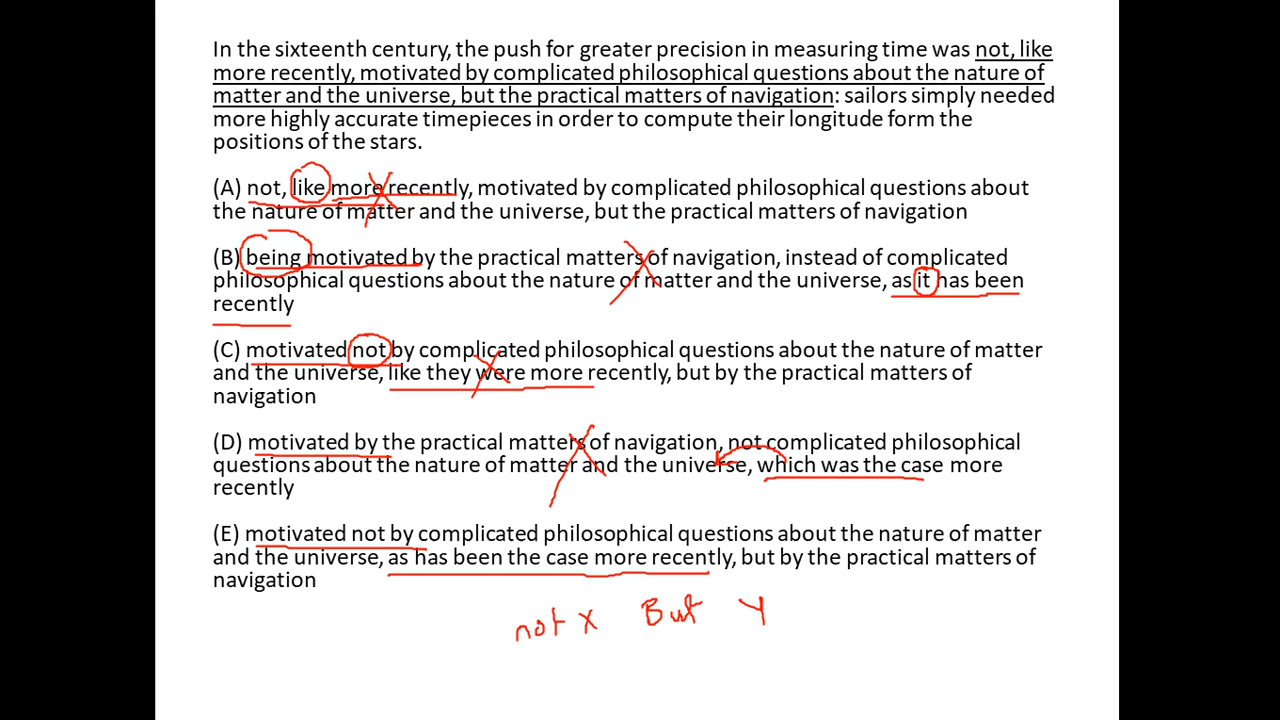 In the sixteenth century, the push for greater precision in measuring time was not, like
more recently, motivated by complicated philosophical questions about the nature of
matter and the universe, but the practical matters of navigation: sailors simply needed
more highly accurate timepieces in order to compute their longitude form the
positions of the stars.
(A) not, like more recently, motivated by complicated philosophical questions about
the nature of matter and the universe, but the practical matters of navigation
(B) being motivated by the practical matters of navigation, instead of complicated
philosophical questions about the nature of matter and the universe, as it has been
recently
(C) motivated not by complicated philosophical questions about the nature of matter
and the universe, like they were more recently, but by the practical matters of
navigation
(D) motivated by the practical matters of navigation, not complicated philosophical
questions about the nature of matter and the universe, which was the case more
recently
(E) motivated not by complicated philosophical questions about the nature of matter
and the universe, as has been the case more recently, but by the practical matters of
navigation
not X But Y